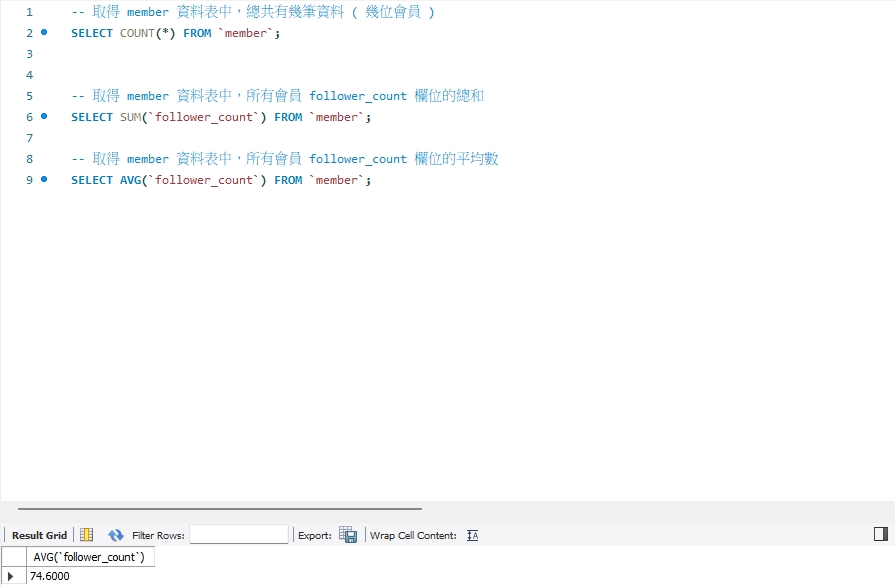 1 -- 取得 member 資料表中，總共有幾筆資料 ( 幾位會員 )
2 SELECT COUNT(*) FROM `member`;
3
4
5 -- 取得 member 資料表中，所有會員 follower_count 欄位的總和
6 SELECT SUM(`follower_count`) FROM `member`;
7
8 -- 取得 member 資料表中，所有會員 follower_count 欄位的平均數
9 SELECT AVG(`follower_count`) FROM `member`;
Result Grid Filter Rows: Export: Wrap Cell Content: IA
AVG(`follower_count`)
74.6000